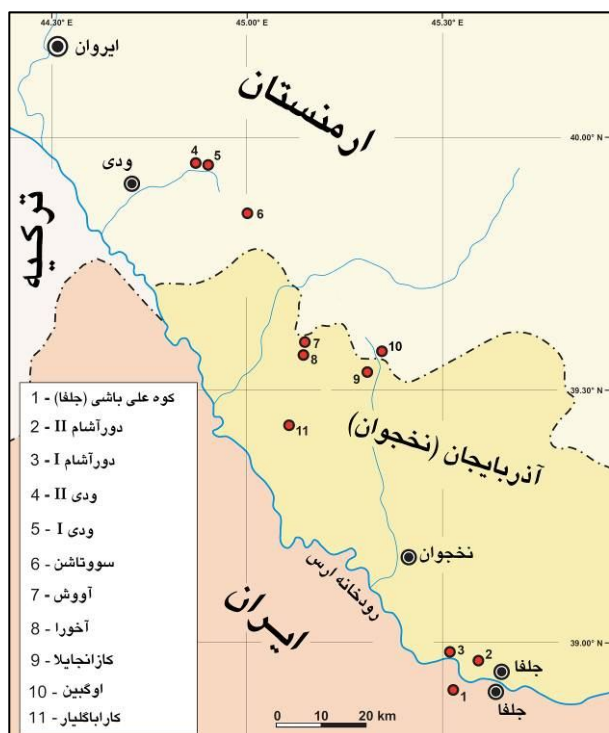 44.30° E
45.00° E
45.30° E
ایروان
ارمنستان
40.00° N
4
5
ودی
6
ترکیه
7
8
10
9
39.30° N
11
آذربایجان (نخجوان)
نخجوان
رودخانه ارس
ایران
39.00° N
3
2
جلفا
1
جلفا
1 - کوه علی باشی (جلفا)
2 - دورآشام II
3 - دورآشام I
4 - ودی II
5 - ودی I
6 - سووتاشن
7 - آووش
8 - آخورا
9 - کازانجایلا
10 - اوگبین
11 - کاراباگلیار
0 10 20 km